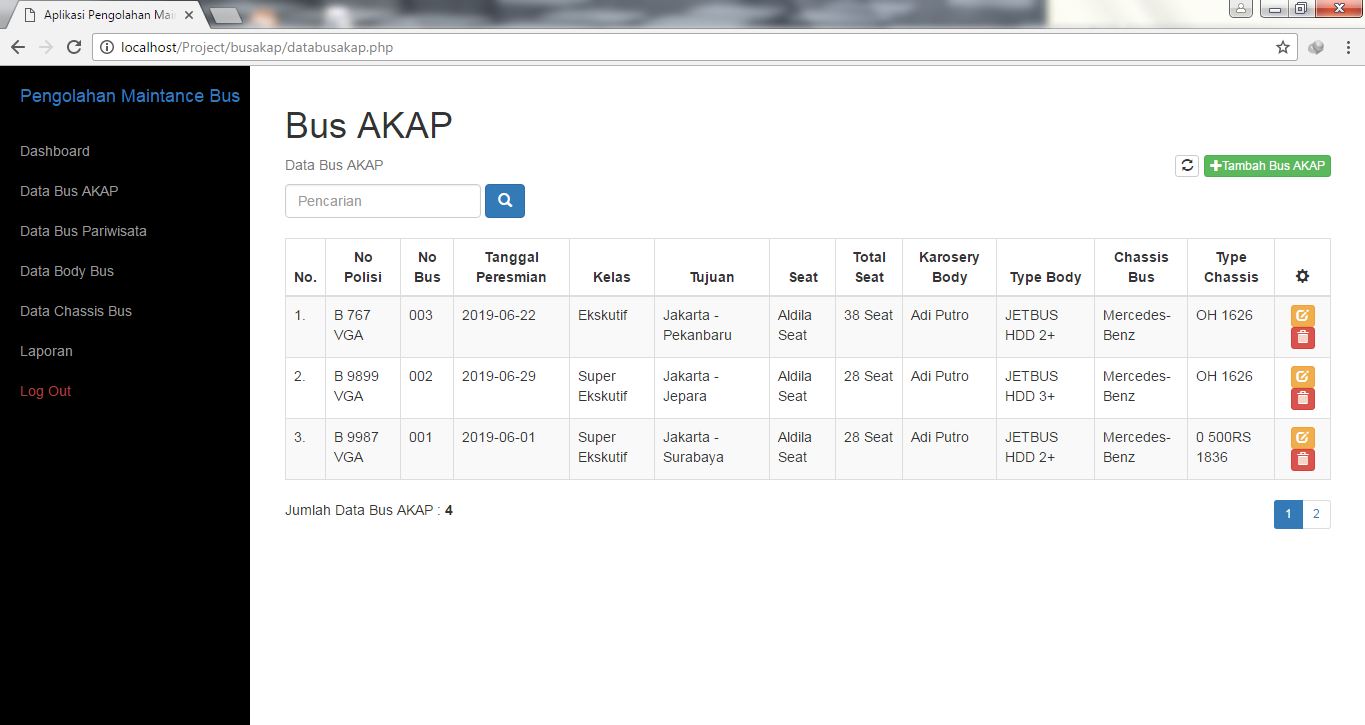 Aplikasi Pengolahan Mai
localhost/Project/busakap/databusakap.php
Pengolahan Maintance Bus
Dashboard
Data Bus AKAP
Data Bus Pariwisata
Data Body Bus
Data Chassis Bus
Laporan
Log Out
Bus AKAP
Data Bus AKAP
Tambah Bus AKAP
Pencarian
No. No Polisi No Bus Tanggal Peresmian Kelas Tujuan Seat Total Seat Karosery Body Type Body Chassis Bus Type Chassis
1. B 767 VGA 003 2019-06-22 Ekskutif Jakarta - Pekanbaru Aldila Seat 38 Seat Adi Putro JETBUS HDD 2+ Mercedes-Benz OH 1626
2. B 9899 VGA 002 2019-06-29 Super Ekskutif Jakarta - Jepara Aldila Seat 28 Seat Adi Putro JETBUS HDD 3+ Mercedes-Benz OH 1626
3. B 9987 VGA 001 2019-06-01 Super Ekskutif Jakarta - Surabaya Aldila Seat 28 Seat Adi Putro JETBUS HDD 2+ Mercedes-Benz 0 500RS 1836
Jumlah Data Bus AKAP : 4
1 2